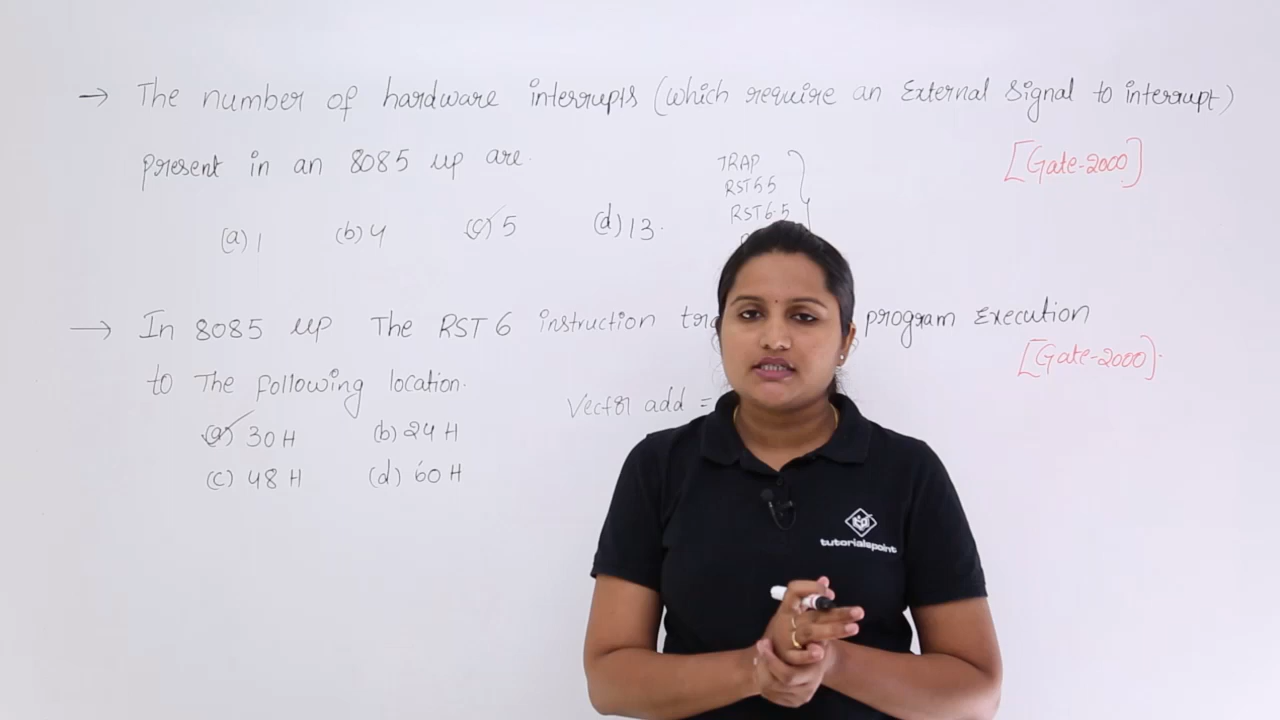 → The number of hardware interrupts (which require an External Signal to interrupt)
present in an 8085 up are.
[Gate-2000]
TRAP
RST55
RST6.5
(a) 1 (b) 4 (c) 5 (d) 13.
→ In 8085 up The RST 6 instruction program Execution
[Gate-2000].
to The following location.
Vector add =
(a) 30 H (b) 24 H
(c) 48 H (d) 60 H
tutorialspoint